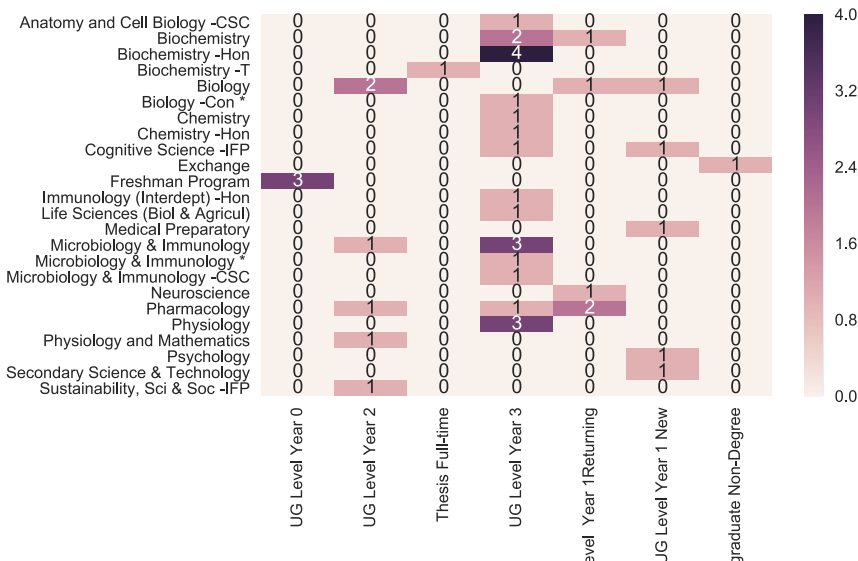 Anatomy and Cell Biology -CSC 0 0 0 1 0 0 0 4.0
Biochemistry 0 0 0 2 1 0 0
Biochemistry -Hon 0 0 0 4 0 0 0
Biochemistry -T 0 0 1 0 0 0 0
Biology 0 2 0 0 1 1 0 3.2
Biology -Con * 0 0 0 1 0 0 0
Chemistry 0 0 0 1 0 0 0
Chemistry -Hon 0 0 0 1 0 0 0
Cognitive Science -IFP 0 0 0 1 0 1 0
Exchange 0 0 0 0 0 0 1 2.4
Freshman Program 3 0 0 0 0 0 0
Immunology (Interdept) -Hon 0 0 0 1 0 0 0
Life Sciences (Biol & Agricul) 0 0 0 1 0 0 0
Medical Preparatory 0 0 0 0 0 1 0
Microbiology & Immunology 0 1 0 3 0 0 0 1.6
Microbiology & Immunology * 0 0 0 1 0 0 0
Microbiology & Immunology -CSC 0 0 0 1 0 0 0
Neuroscience 0 0 0 0 1 0 0
Pharmacology 0 1 0 1 2 0 0 0.8
Physiology 0 0 0 3 0 0 0
Physiology and Mathematics 0 1 0 0 0 0 0
Psychology 0 0 0 0 0 1 0
Secondary Science & Technology 0 0 0 0 0 1 0
Sustainability, Sci & Soc -IFP 0 1 0 0 0 0 0 0.0
UG Level Year 0
UG Level Year 2
Thesis Full-time
UG Level Year 3
evel Year 1Returning
UG Level Year 1 New
graduate Non-Degree